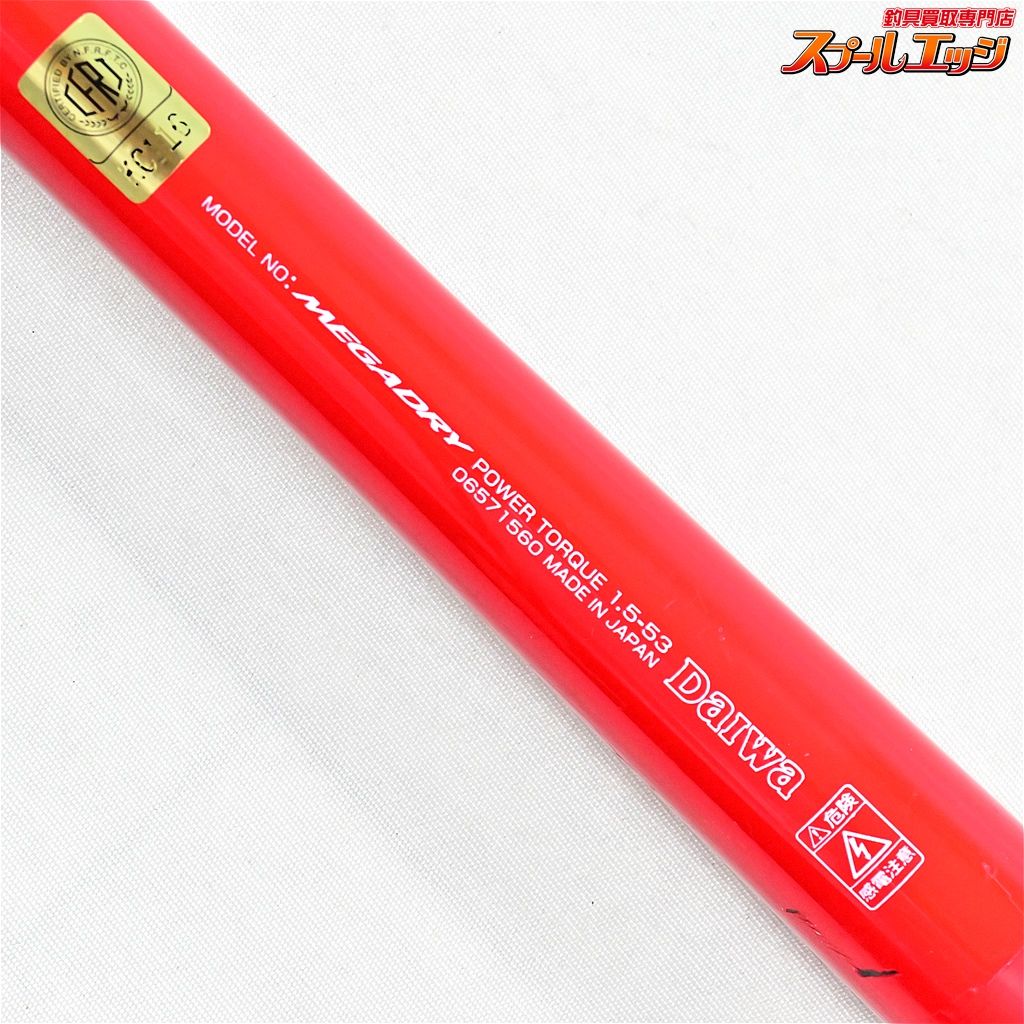 釣具買取専門店
スプールエッジ
CERTIFIED BY N.F.R.F.T.C
CFRJ
MODEL NO: MEGADRY POWER TORQUE 1.5-53
06571560 MADE IN JAPAN
Daiwa
危険
感電注意